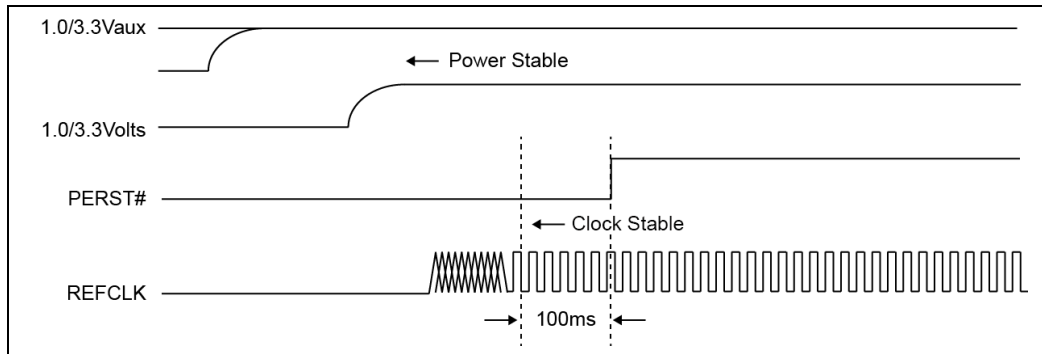 1.0/3.3Vaux
Power Stable
1.0/3.3Volts
PERST#
Clock Stable
REFCLK
100ms